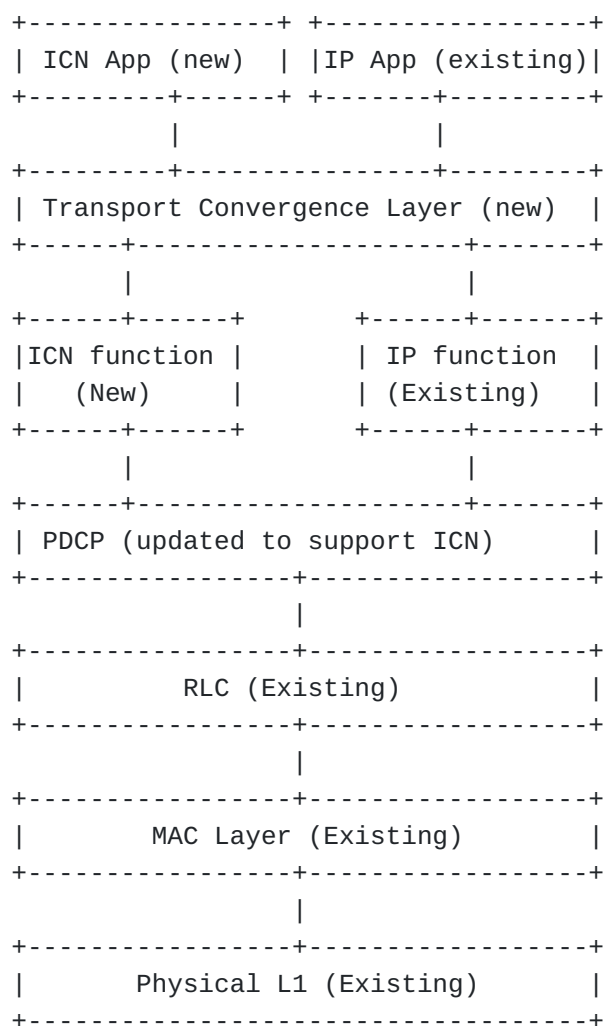 +----------------+ +-----------------+
| ICN App (new)  | |IP App (existing)|
+---------+------+ +-------+---------+
          |                |
+---------+----------------+---------+
| Transport Convergence Layer (new)  |
+------+---------------------+-------+
       |                     |
+------+------+       +------+-------+
|ICN function |       | IP function  |
|   (New)     |       | (Existing)   |
+------+------+       +------+-------+
       |                     |
+------+---------------------+-------+
| PDCP (updated to support ICN)      |
+-----------------+------------------+
                  |
+-----------------+------------------+
|          RLC (Existing)            |
+-----------------+------------------+
                  |
+-----------------+------------------+
|        MAC Layer (Existing)        |
+-----------------+------------------+
                  |
+-----------------+------------------+
|       Physical L1 (Existing)       |
+------------------------------------+